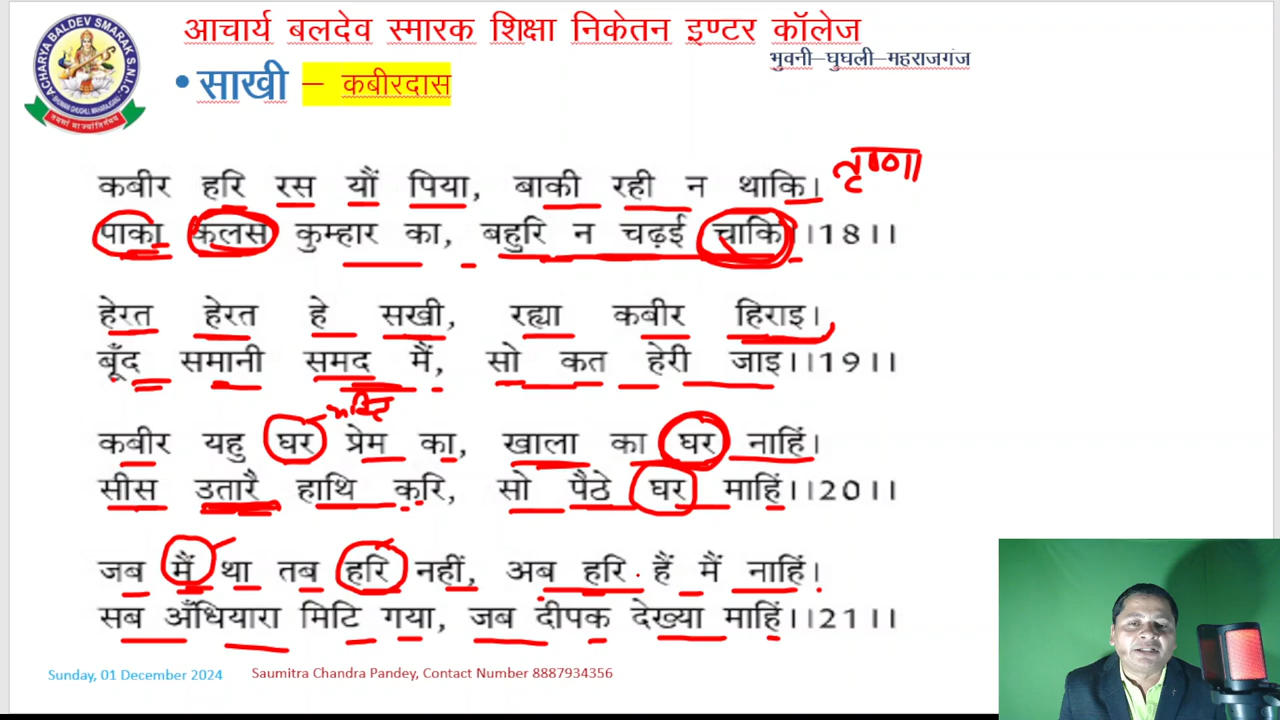 आचार्य बलदेव स्मारक शिक्षा निकेतन इण्टर कॉलेज
भुवनी–घुघली–महराजगंज
ACHARYA BALDEV SMARAK S.N.I.C.
• साखी – कबीरदास
तृष्णा
कबीर हरि रस यौं पिया, बाकी रही न थाकि।
पाका कलस कुम्हार का, बहुरि न चढ़ई चाकि।।18।।
हेरत हेरत हे सखी, रह्या कबीर हिराइ।
बूँद समानी समद मैं, सो कत हेरी जाइ।।19।।
कबीर यहु घर प्रेम का, खाला का घर नाहिं।
सीस उतारै हाथि करि, सो पैठे घर माहिं।।20।।
जब मैं था तब हरि नहीं, अब हरि हैं मैं नाहिं।
सब अँधियारा मिटि गया, जब दीपक देख्या माहिं।।21।।
Sunday, 01 December 2024
Saumitra Chandra Pandey, Contact Number 8887934356